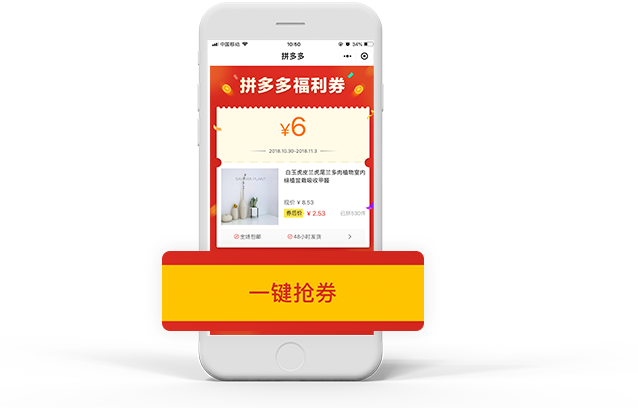 中国移动 10:50 34%
拼多多
拼多多福利券
¥6
2018.10.30-2018.11.3
白玉虎皮兰虎尾兰多肉植物室内
绿植盆栽吸收甲醛
现价 ¥ 8.53
券后价 ¥ 2.53 已拼530件
全场包邮 48小时发货
一键抢券